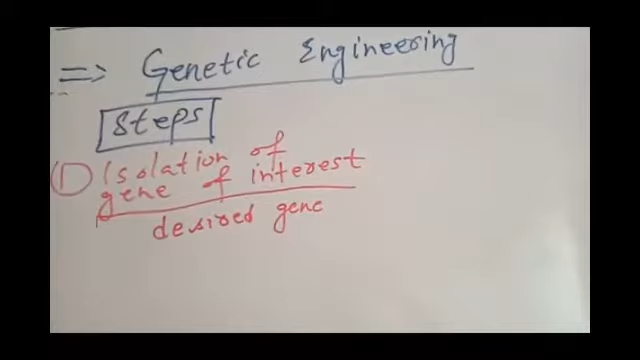 => Genetic Engineering
Steps
① Isolation of
gene of interest
desired gene